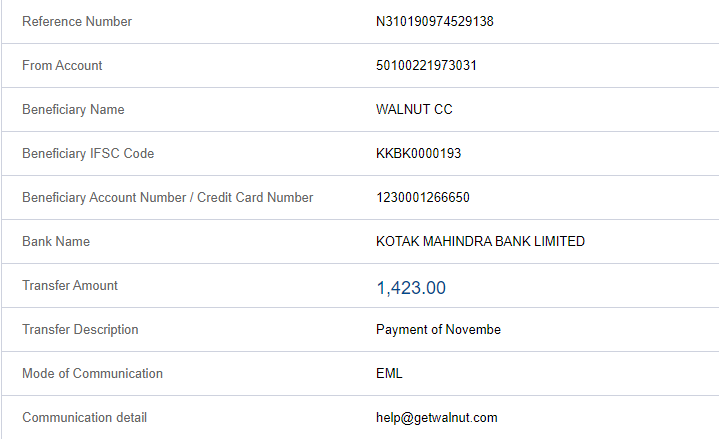 Reference Number N310190974529138
From Account 50100221973031
Beneficiary Name WALNUT CC
Beneficiary IFSC Code KKBK0000193
Beneficiary Account Number / Credit Card Number 1230001266650
Bank Name KOTAK MAHINDRA BANK LIMITED
Transfer Amount 1,423.00
Transfer Description Payment of Novembe
Mode of Communication EML
Communication detail help@getwalnut.com